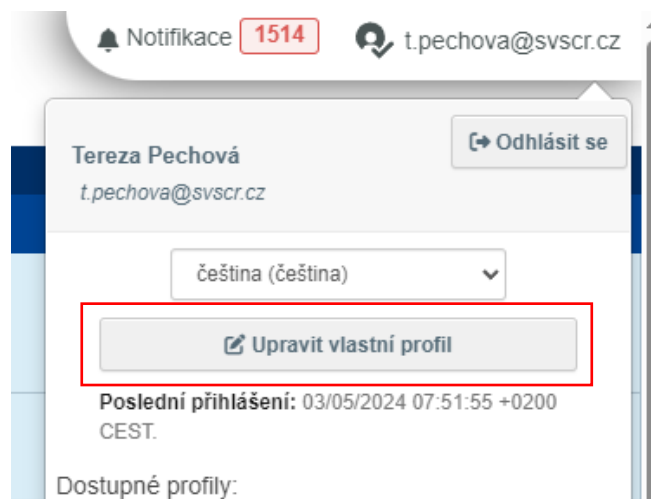 Notifikace 1514 t.pechova@svscr.cz
Tereza Pechová
Odhlásit se
t.pechova@svscr.cz
čeština (čeština)
Upravit vlastní profil
Poslední přihlášení: 03/05/2024 07:51:55 +0200
CEST.
Dostupné profily: